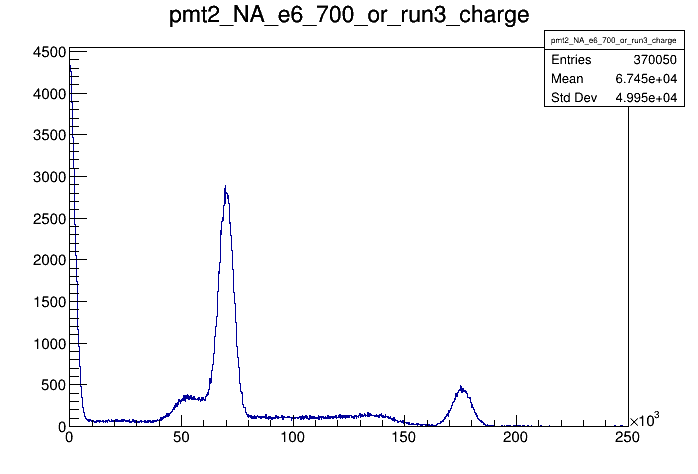 pmt2_NA_e6_700_or_run3_charge
pmt2_NA_e6_700_or_run3_charge
Entries 370050
Mean 6.745e+04
Std Dev 4.995e+04
4500
4000
3500
3000
2500
2000
1500
1000
500
0
0 50 100 150 200 250
×10³